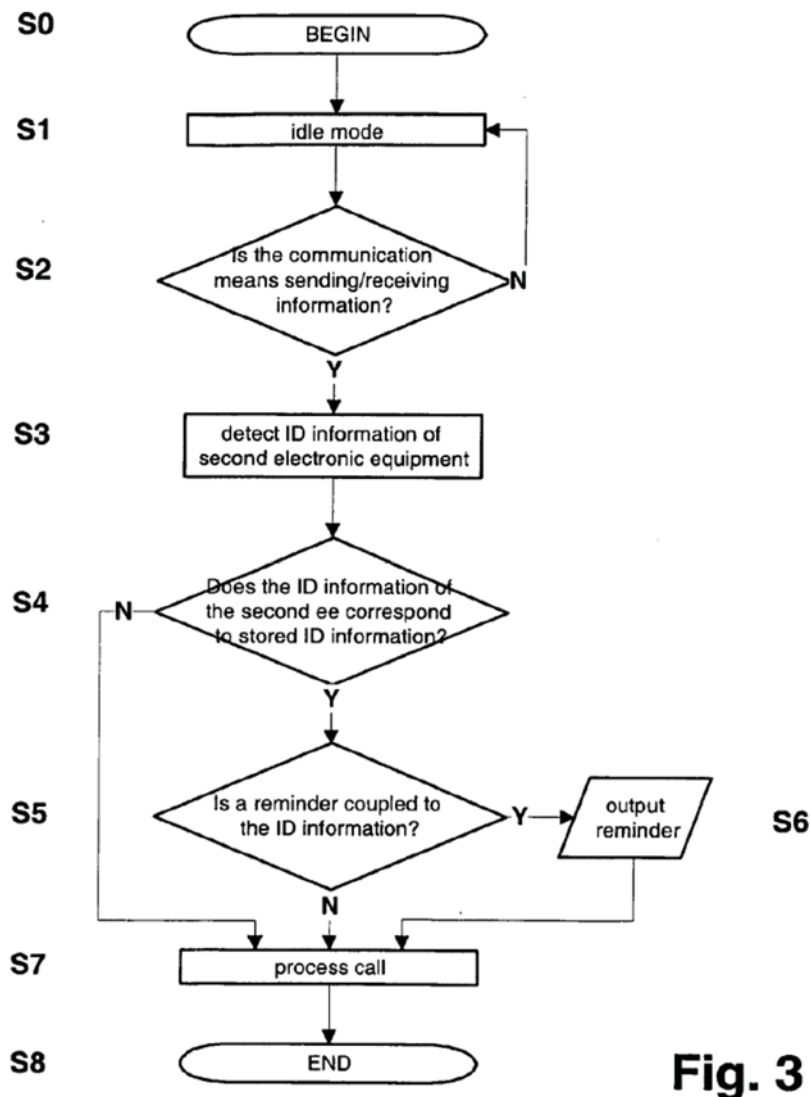 S0
BEGIN
S1
idle mode
S2
Is the communication
means sending/receiving
information?
N
Y
S3
detect ID information of
second electronic equipment
S4
Does the ID information of
the second ee correspond
to stored ID information?
N
Y
S5
Is a reminder coupled to
the ID information?
Y
output
reminder
S6
N
S7
process call
S8
END
Fig. 3